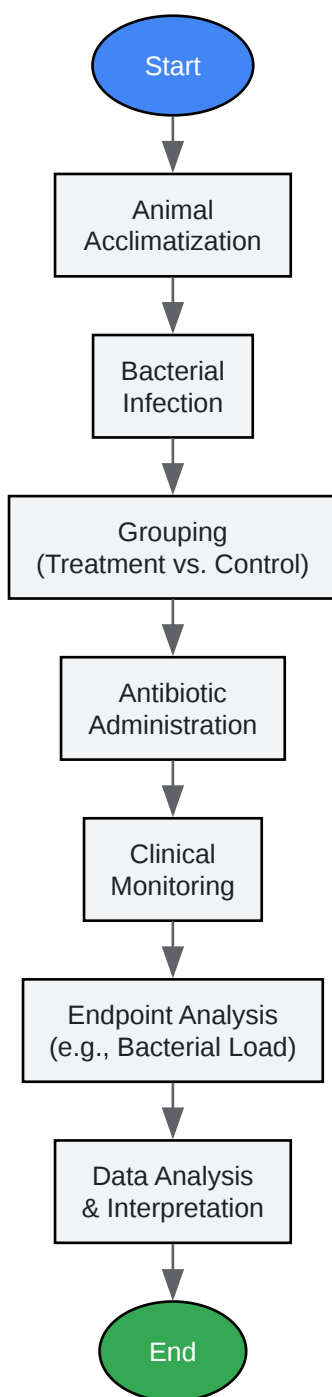 Start
Animal
Acclimatization
Bacterial
Infection
Grouping
(Treatment vs. Control)
Antibiotic
Administration
Clinical
Monitoring
Endpoint Analysis
(e.g., Bacterial Load)
Data Analysis
& Interpretation
End